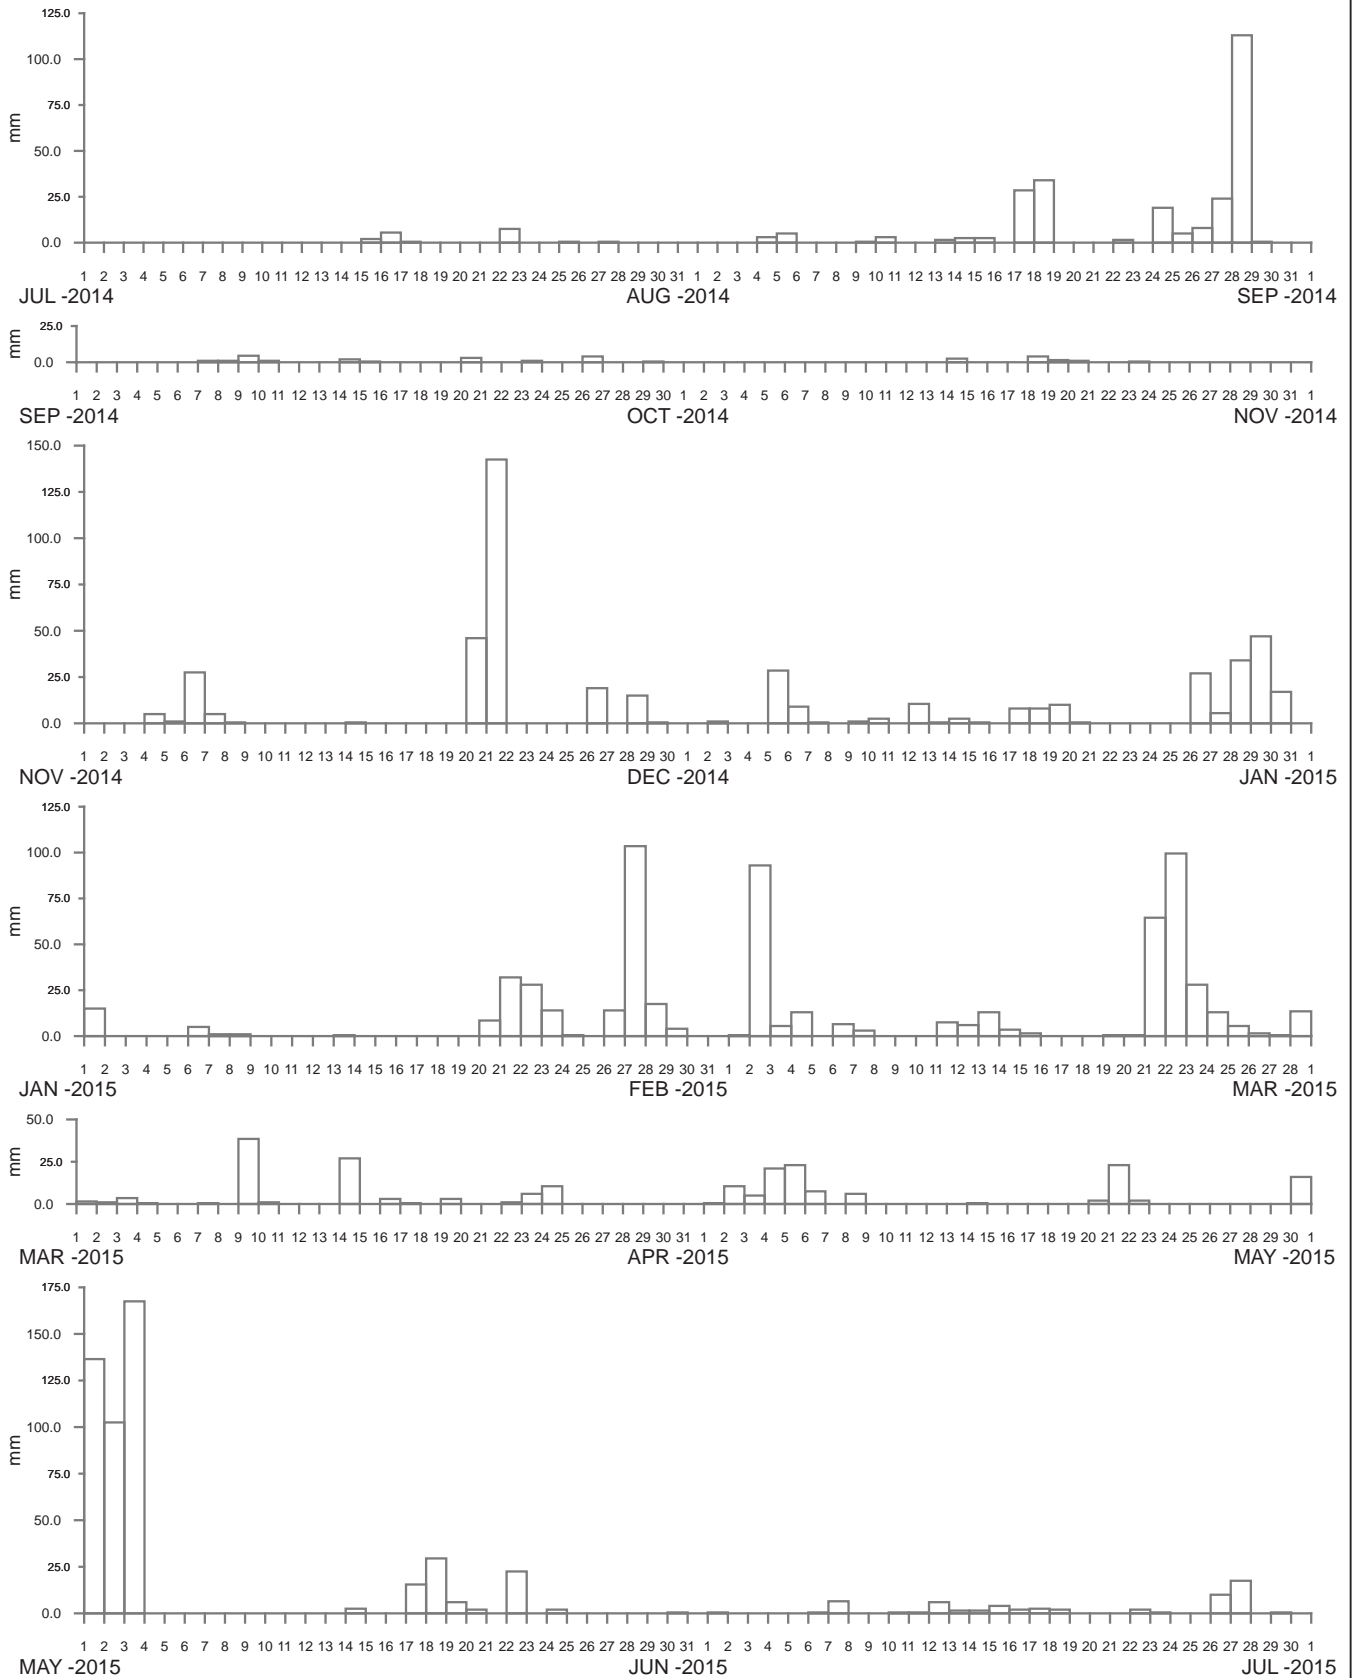 125.0
100.0
75.0
50.0
25.0
0.0
mm
1 2 3 4 5 6 7 8 9 10 11 12 13 14 15 16 17 18 19 20 21 22 23 24 25 26 27 28 29 30 31 1 2 3 4 5 6 7 8 9 10 11 12 13 14 15 16 17 18 19 20 21 22 23 24 25 26 27 28 29 30 31 1
JUL -2014 AUG -2014 SEP -2014
25.0
0.0
mm
1 2 3 4 5 6 7 8 9 10 11 12 13 14 15 16 17 18 19 20 21 22 23 24 25 26 27 28 29 30 1 2 3 4 5 6 7 8 9 10 11 12 13 14 15 16 17 18 19 20 21 22 23 24 25 26 27 28 29 30 31 1
SEP -2014 OCT -2014 NOV -2014
150.0
125.0
100.0
75.0
50.0
25.0
0.0
mm
1 2 3 4 5 6 7 8 9 10 11 12 13 14 15 16 17 18 19 20 21 22 23 24 25 26 27 28 29 30 1 2 3 4 5 6 7 8 9 10 11 12 13 14 15 16 17 18 19 20 21 22 23 24 25 26 27 28 29 30 31 1
NOV -2014 DEC -2014 JAN -2015
125.0
100.0
75.0
50.0
25.0
0.0
mm
1 2 3 4 5 6 7 8 9 10 11 12 13 14 15 16 17 18 19 20 21 22 23 24 25 26 27 28 29 30 31 1 2 3 4 5 6 7 8 9 10 11 12 13 14 15 16 17 18 19 20 21 22 23 24 25 26 27 28 1
JAN -2015 FEB -2015 MAR -2015
50.0
25.0
0.0
mm
1 2 3 4 5 6 7 8 9 10 11 12 13 14 15 16 17 18 19 20 21 22 23 24 25 26 27 28 29 30 31 1 2 3 4 5 6 7 8 9 10 11 12 13 14 15 16 17 18 19 20 21 22 23 24 25 26 27 28 29 30 1
MAR -2015 APR -2015 MAY -2015
175.0
150.0
125.0
100.0
75.0
50.0
25.0
0.0
mm
1 2 3 4 5 6 7 8 9 10 11 12 13 14 15 16 17 18 19 20 21 22 23 24 25 26 27 28 29 30 31 1 2 3 4 5 6 7 8 9 10 11 12 13 14 15 16 17 18 19 20 21 22 23 24 25 26 27 28 29 30 1
MAY -2015 JUN -2015 JUL -2015